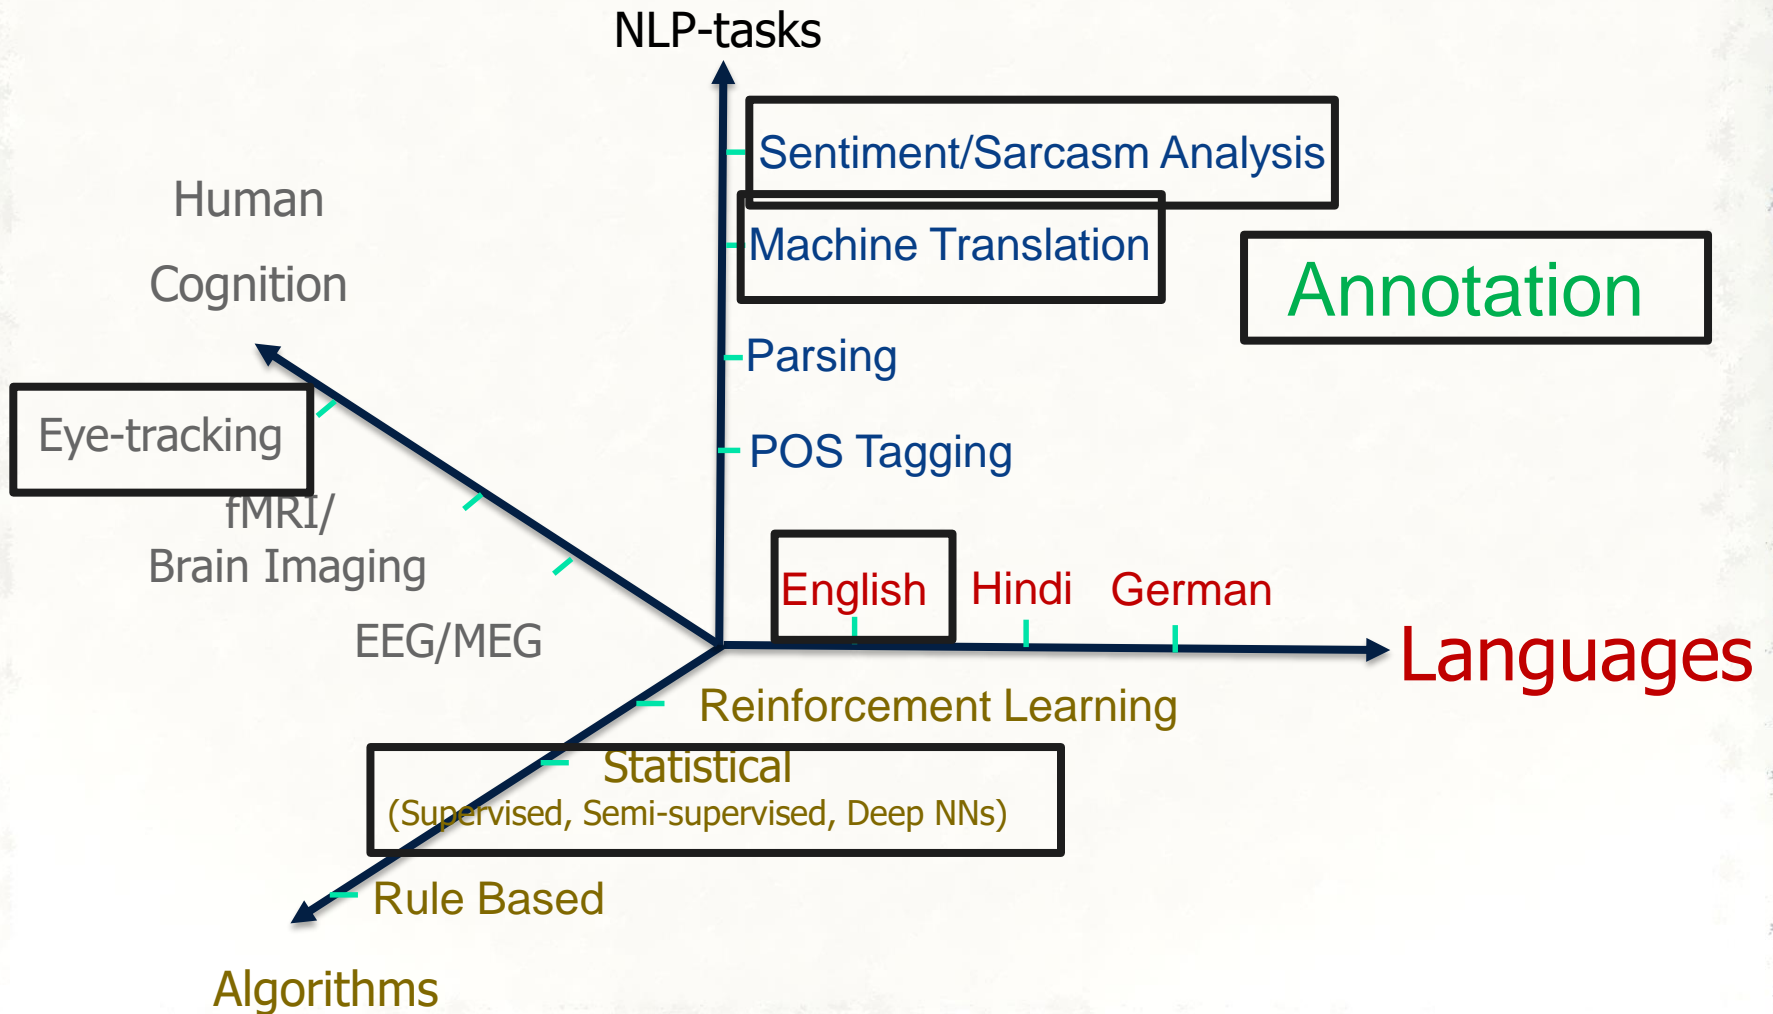 NLP-tasks
Sentiment/Sarcasm Analysis
Machine Translation
Parsing
POS Tagging
Annotation
Human
Cognition
Eye-tracking
fMRI/
Brain Imaging
EEG/MEG
English
Hindi
German
Languages
Reinforcement Learning
Statistical
(Supervised, Semi-supervised, Deep NNs)
Rule Based
Algorithms